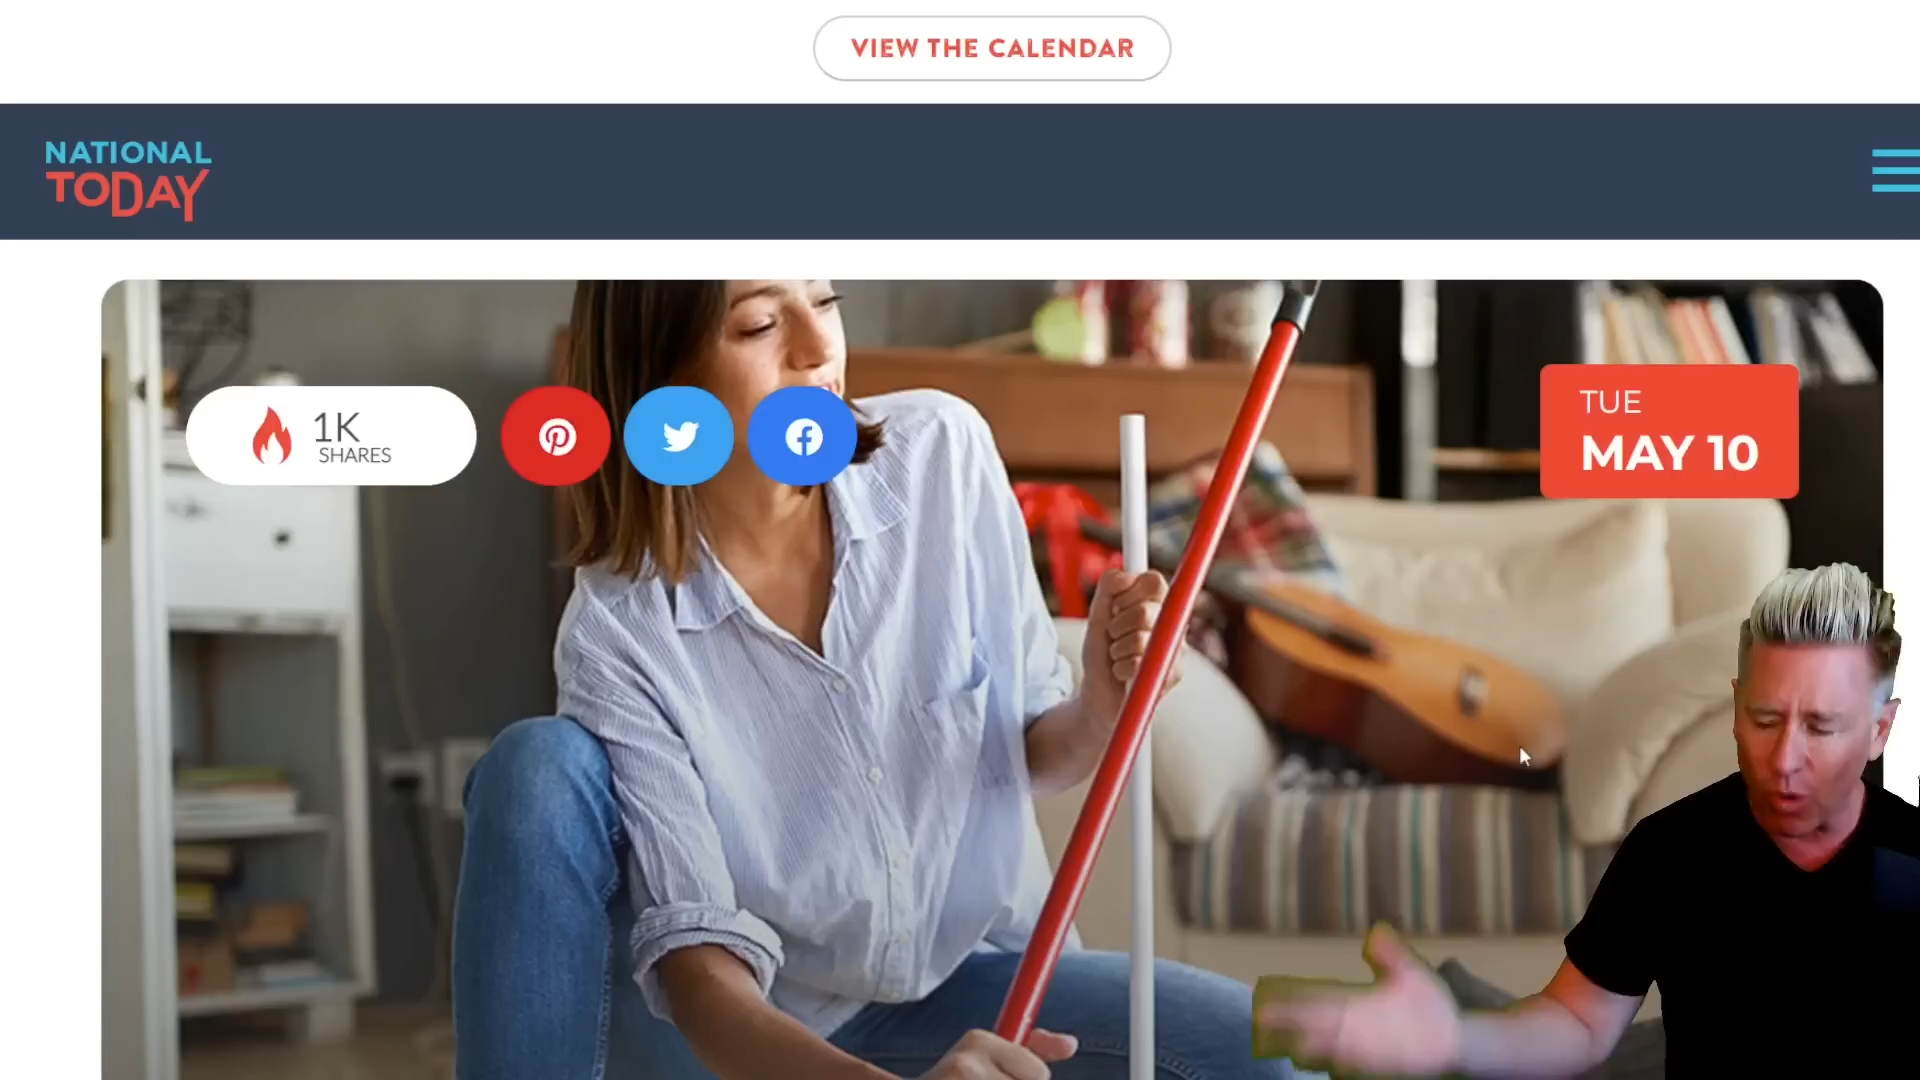 VIEW THE CALENDAR
NATIONAL
TODAY
1K
SHARES
TUE
MAY 10